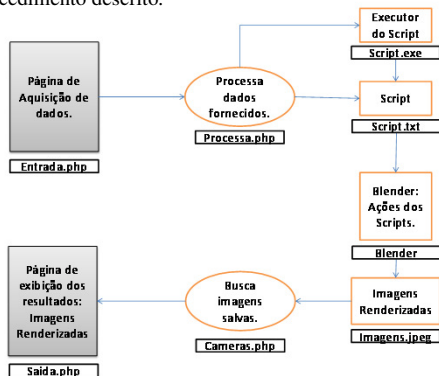 cedimento descrito.
Executor
do Script
Script.exe
Página de
Aquisição de
dados.
Entrada.php
Processa
dados
fornecidos.
Processa.php
Script
Script.txt
Blender:
Ações dos
Scripts.
Blender
Página de
exibição dos
resultados:
Imagens
Renderizadas
Saida.php
Busca
imagens
salvas.
Cameras.php
Imagens
Renderizadas
Imagens.jpeg